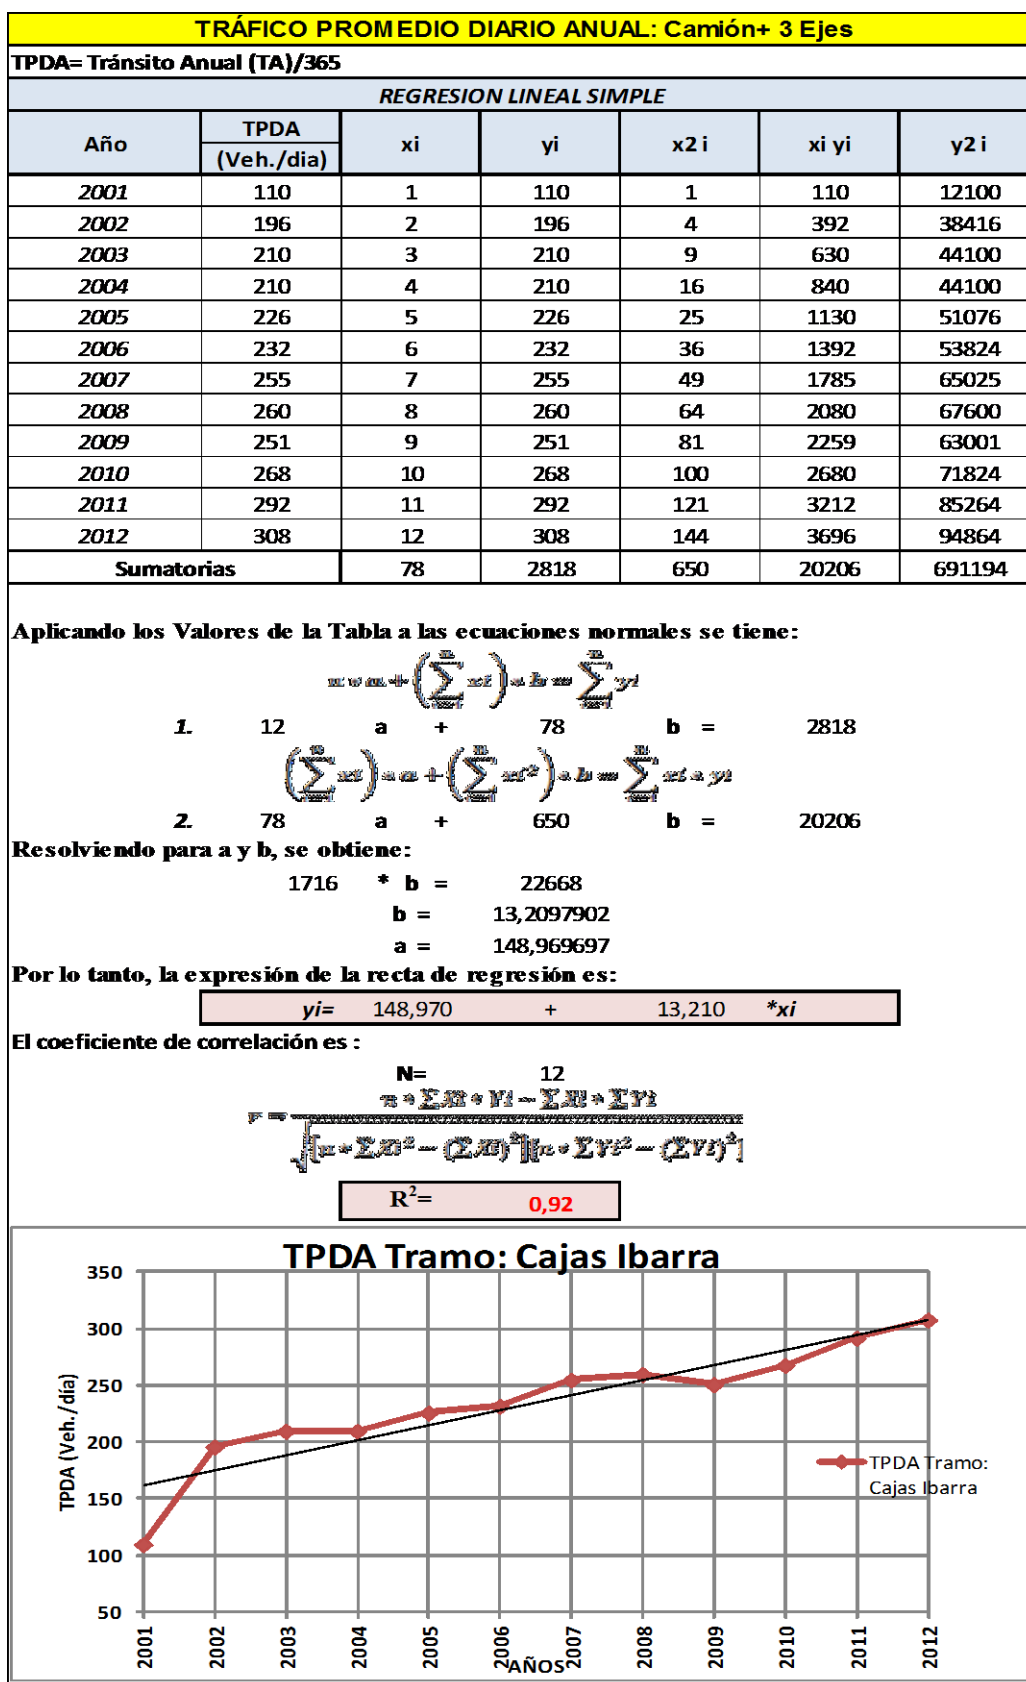 TRÁFICO PROMEDIO DIARIO ANUAL: Camión+ 3 Ejes
TPDA= Tránsito Anual (TA)/365
REGRESION LINEAL SIMPLE
Año TPDA (Veh./dia) xi yi x2 i xi yi y2 i
2001 110 1 110 1 110 12100
2002 196 2 196 4 392 38416
2003 210 3 210 9 630 44100
2004 210 4 210 16 840 44100
2005 226 5 226 25 1130 51076
2006 232 6 232 36 1392 53824
2007 255 7 255 49 1785 65025
2008 260 8 260 64 2080 67600
2009 251 9 251 81 2259 63001
2010 268 10 268 100 2680 71824
2011 292 11 292 121 3212 85264
2012 308 12 308 144 3696 94864
Sumatorias 78 2818 650 20206 691194
Aplicando los Valores de la Tabla a las ecuaciones normales se tiene:
1. 12 a + 78 b = 2818
2. 78 a + 650 b = 20206
Resolviendo para a y b, se obtiene:
1716 * b = 22668
b = 13,2097902
a = 148,969697
Por lo tanto, la expresión de la recta de regresión es:
yi= 148,970 + 13,210 *xi
El coeficiente de correlación es :
N= 12
R²= 0,92
TPDA Tramo: Cajas Ibarra
350
300
250
200
150
100
50
TPDA (Veh./día)
TPDA Tramo:
Cajas Ibarra
2001 2002 2003 2004 2005 2006 2007 2008 2009 2010 2011 2012
AÑOS